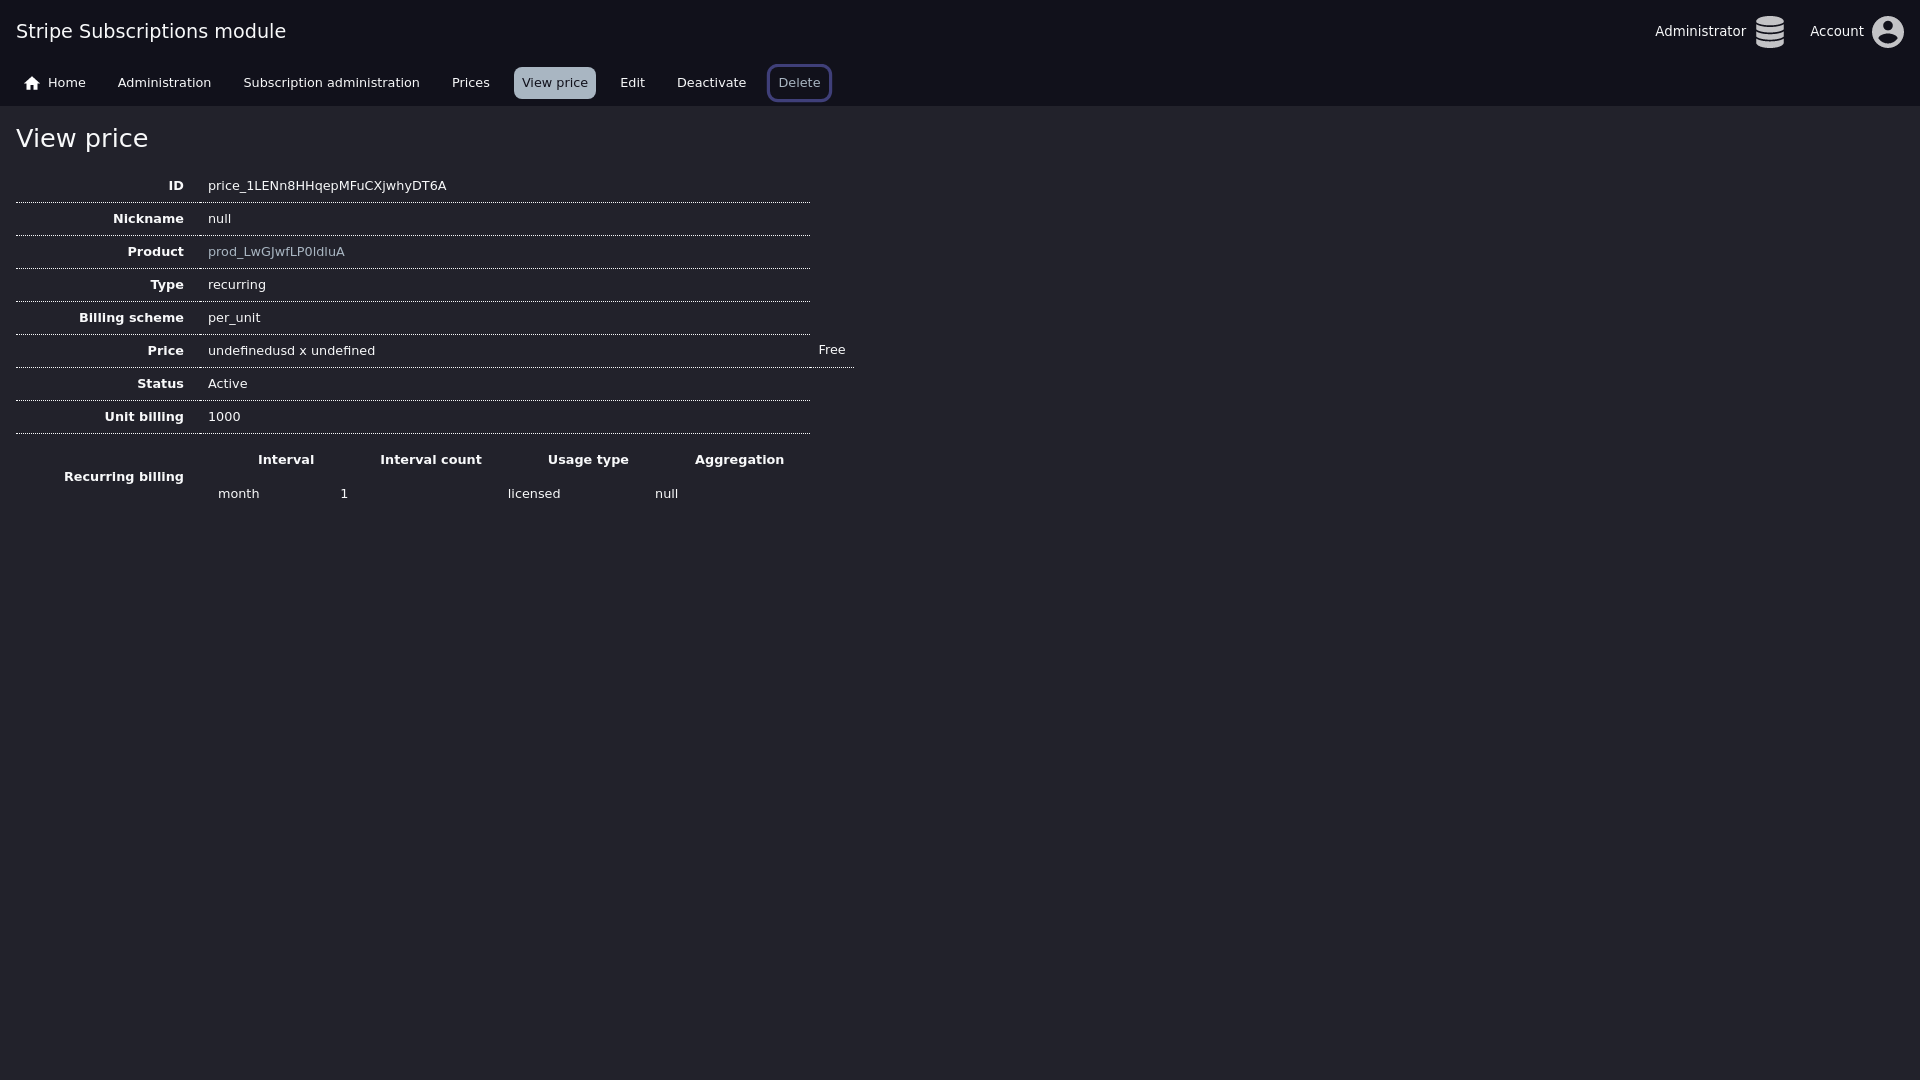 Stripe Subscriptions module
Administrator Account
Home Administration Subscription administration Prices View price Edit Deactivate Delete
View price
ID price_1LENn8HHqepMFuCXjwhyDT6A
Nickname null
Product prod_LwGJwfLP0ldluA
Type recurring
Billing scheme per_unit
Price undefinedusd x undefined Free
Status Active
Unit billing 1000
Recurring billing
Interval Interval count Usage type Aggregation
month 1 licensed null